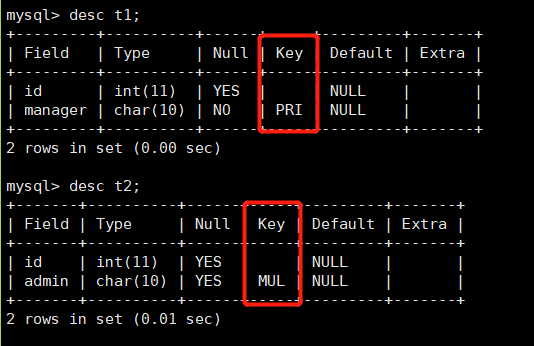 mysql> desc t1;
+---------+----------+------+-----+---------+-------+
| Field   | Type     | Null | Key | Default | Extra |
+---------+----------+------+-----+---------+-------+
| id      | int(11)  | YES  |     | NULL    |       |
| manager | char(10) | NO   | PRI | NULL    |       |
+---------+----------+------+-----+---------+-------+
2 rows in set (0.00 sec)
mysql> desc t2;
+-------+----------+------+-----+---------+-------+
| Field | Type     | Null | Key | Default | Extra |
+-------+----------+------+-----+---------+-------+
| id    | int(11)  | YES  |     | NULL    |       |
| admin | char(10) | YES  | MUL | NULL    |       |
+-------+----------+------+-----+---------+-------+
2 rows in set (0.01 sec)